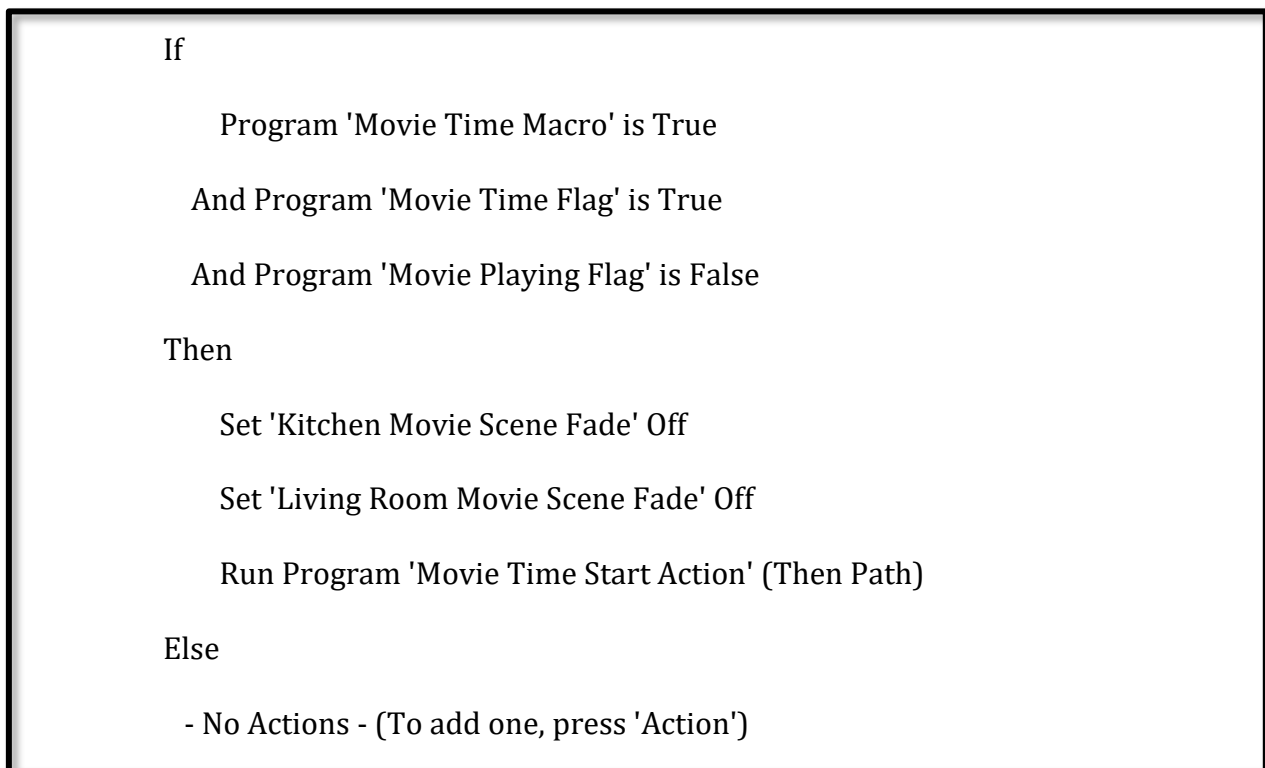 If
Program 'Movie Time Macro' is True
And Program 'Movie Time Flag' is True
And Program 'Movie Playing Flag' is False
Then
Set 'Kitchen Movie Scene Fade' Off
Set 'Living Room Movie Scene Fade' Off
Run Program 'Movie Time Start Action' (Then Path)
Else
- No Actions - (To add one, press 'Action')